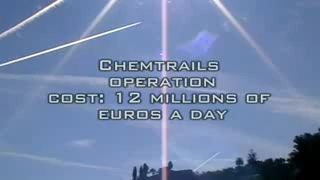 Chemtrails
operation
cost: 12 millions of
euros a day